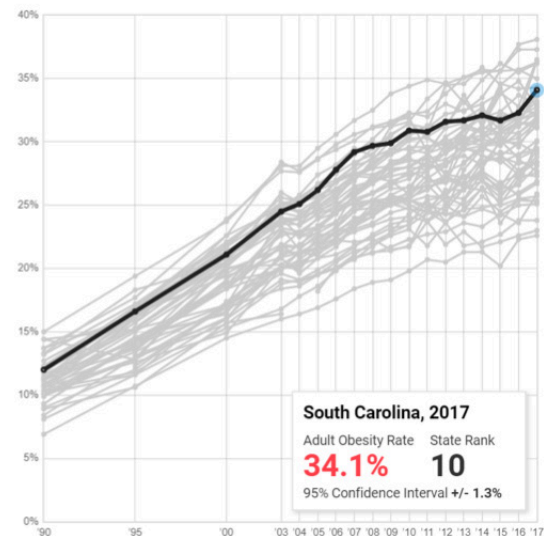 40%
35%
30%
25%
20%
15%
10%
5%
0%
South Carolina, 2017
Adult Obesity Rate State Rank
34.1% 10
95% Confidence Interval +/- 1.3%
'90 '95 '00 '03 '04 '05 '06 '07 '08 '09 '10 '11 '12 '13 '14 '15 '16 '17